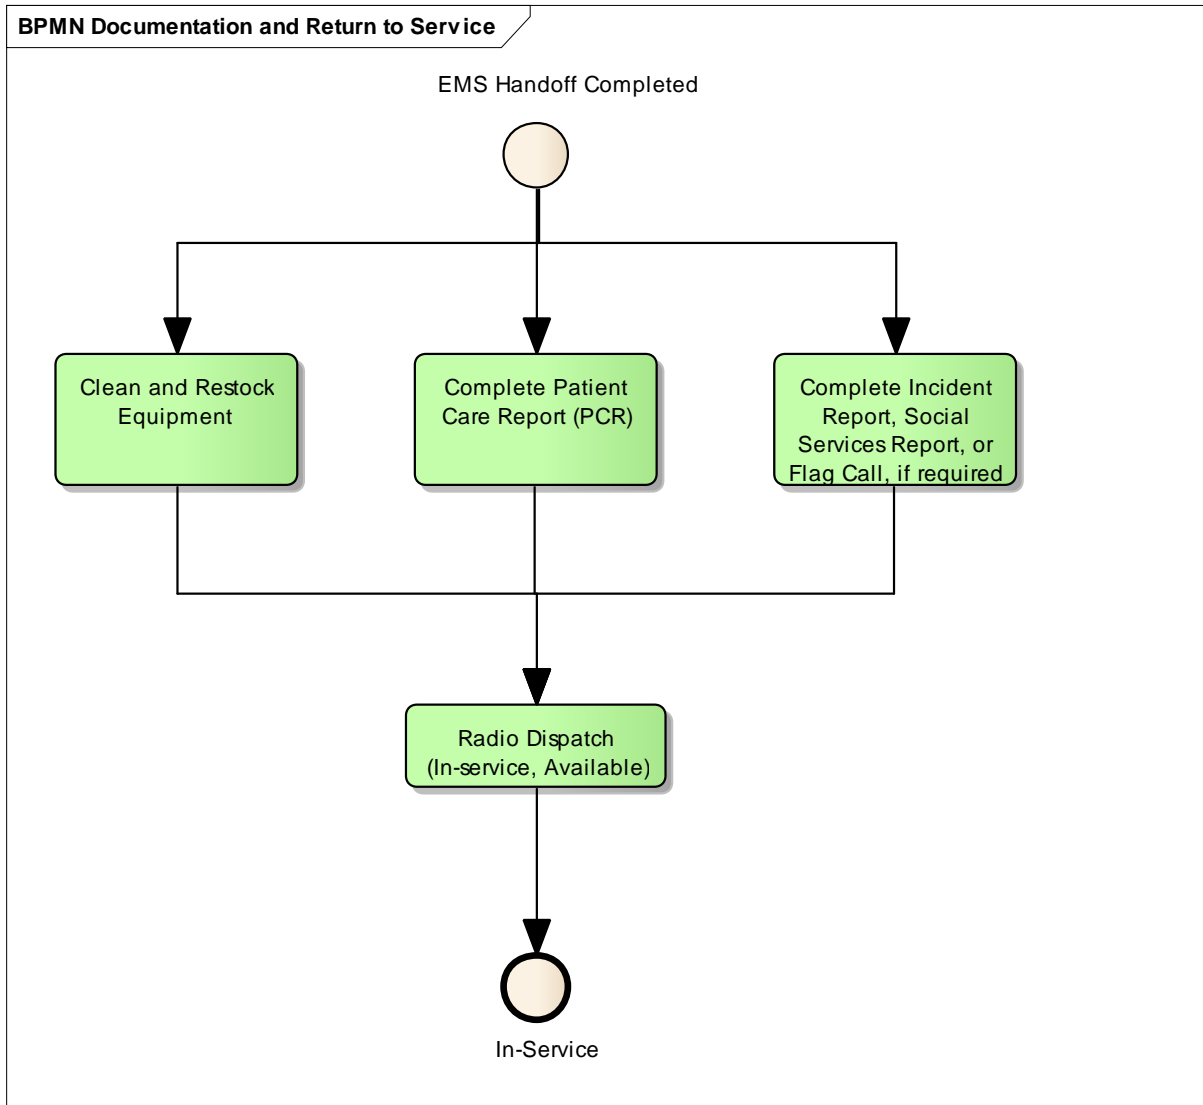 BPMN Documentation and Return to Service
EMS Handoff Completed
Clean and Restock
Equipment
Complete Patient
Care Report (PCR)
Complete Incident
Report, Social
Services Report, or
Flag Call, if required
Radio Dispatch
(In-service, Available)
In-Service